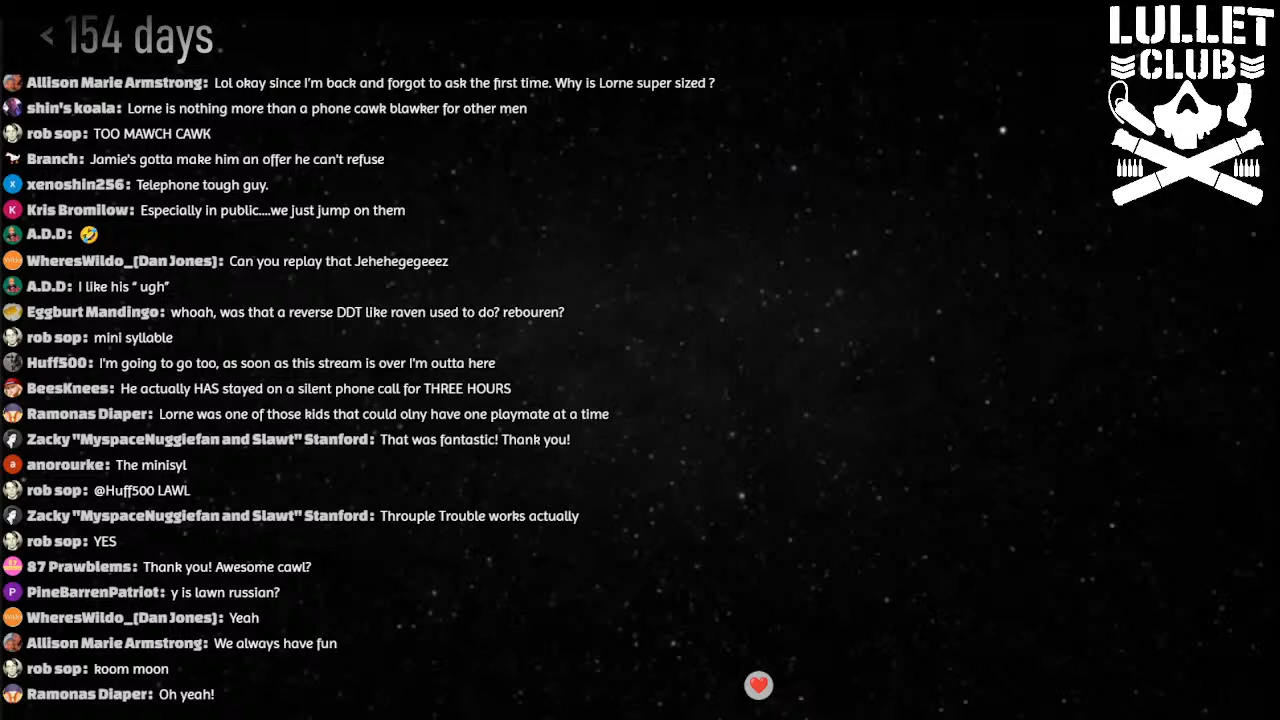 < 154 days.
LULLET
CLUB
Allison Marie Armstrong: Lol okay since I'm back and forgot to ask the first time. Why is Lorne super sized ?
shin's koala: Lorne is nothing more than a phone cawk blawker for other men
rob sop: TOO MAWCH CAWK
Branch: Jamie's gotta make him an offer he can't refuse
x xenoshin256: Telephone tough guy.
K Kris Bromilow: Especially in public....we just jump on them
A.D.D: 🤣
WheresWildo_(Dan Jones): Can you replay that Jehehegegeeez
A.D.D: I like his “ ugh”
Eggburt Mandingo: whoah, was that a reverse DDT like raven used to do? rebouren?
rob sop: mini syllable
Huff500: I'm going to go too, as soon as this stream is over I'm outta here
BeesKnees: He actually HAS stayed on a silent phone call for THREE HOURS
Ramonas Diaper: Lorne was one of those kids that could olny have one playmate at a time
Zacky "MyspaceNuggiefan and Slawt" Stanford: That was fantastic! Thank you!
a anorourke: The minisyl
rob sop: @Huff500 LAWL
Zacky "MyspaceNuggiefan and Slawt" Stanford: Throuple Trouble works actually
rob sop: YES
87 Prawblems: Thank you! Awesome cawl?
P PineBarrenPatriot: y is lawn russian?
WheresWildo_(Dan Jones): Yeah
Allison Marie Armstrong: We always have fun
rob sop: koom moon
Ramonas Diaper: Oh yeah!